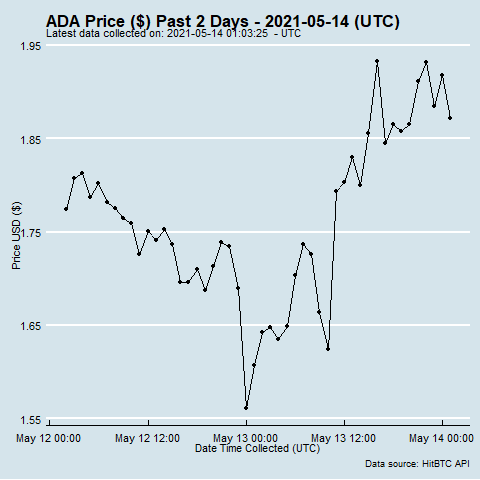 ADA Price ($) Past 2 Days - 2021-05-14 (UTC)
Latest data collected on: 2021-05-14 01:03:25 - UTC
1.95
1.85
1.75
1.65
1.55
Price USD ($)
May 12 00:00 May 12 12:00 May 13 00:00 May 13 12:00 May 14 00:00
Date Time Collected (UTC)
Data source: HitBTC API